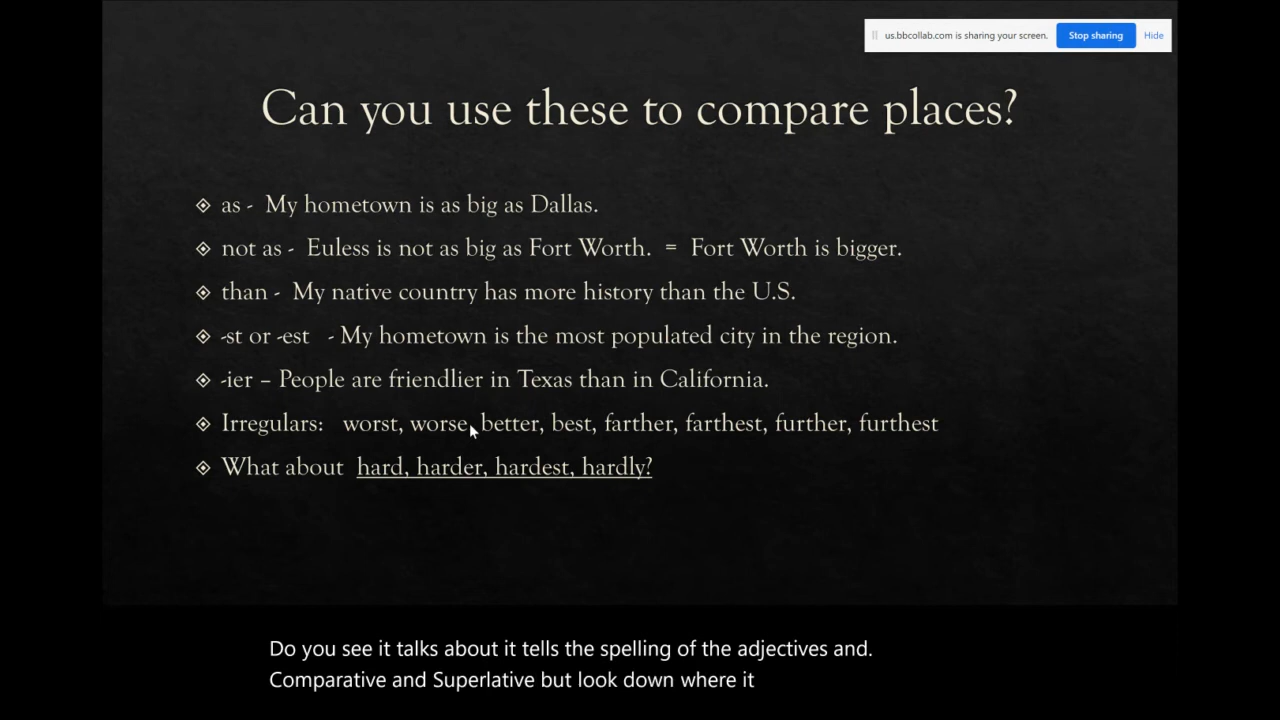 us.bbcollab.com is sharing your screen. Stop sharing Hide
Can you use these to compare places?
as - My hometown is as big as Dallas.
not as - Euless is not as big as Fort Worth. = Fort Worth is bigger.
than - My native country has more history than the U.S.
-st or -est - My hometown is the most populated city in the region.
-ier – People are friendlier in Texas than in California.
Irregulars: worst, worse, better, best, farther, farthest, further, furthest
What about hard, harder, hardest, hardly?
Do you see it talks about it tells the spelling of the adjectives and.
Comparative and Superlative but look down where it